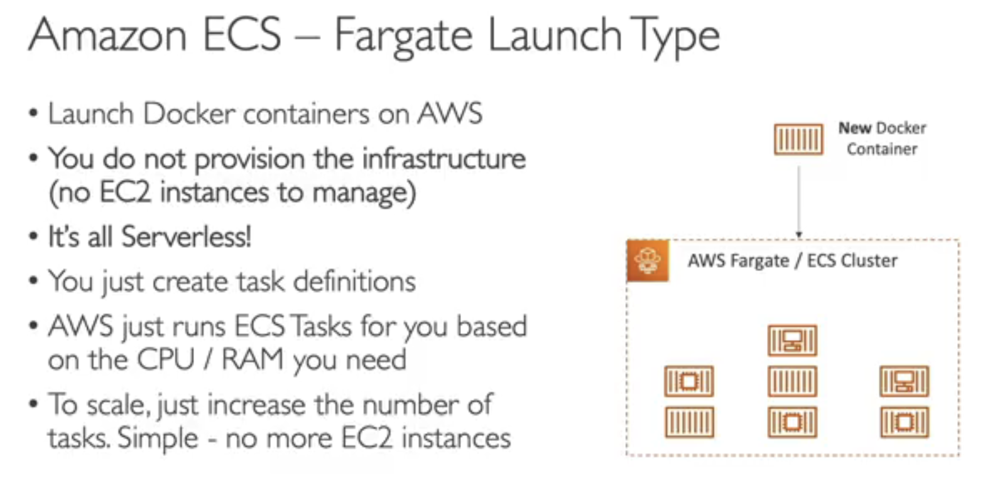 Amazon ECS – Fargate Launch Type
• Launch Docker containers on AWS
• You do not provision the infrastructure
(no EC2 instances to manage)
• It's all Serverless!
• You just create task definitions
• AWS just runs ECS Tasks for you based
on the CPU / RAM you need
• To scale, just increase the number of
tasks. Simple - no more EC2 instances
New Docker
Container
AWS Fargate / ECS Cluster